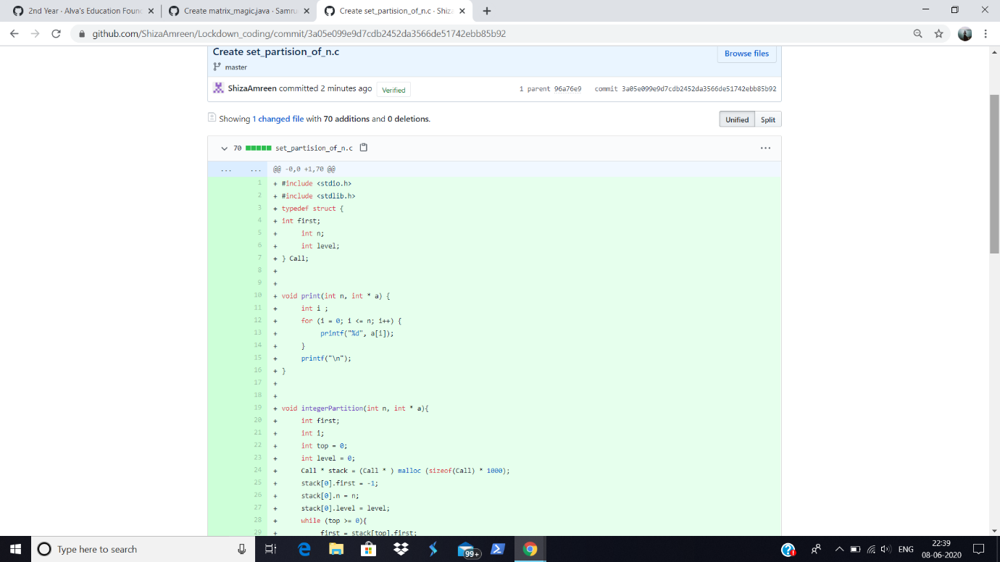 2nd Year - Alva's Education Foun
Create matrix_magic.java · Samru
Create set_partision_of_n.c · Shiza
github.com/ShizaAmreen/Lockdown_coding/commit/3a05e099e9d7cdb2452da3566de51742ebb85b92
Create set_partision_of_n.c
Browse files
master
ShizaAmreen committed 2 minutes ago Verified
1 parent 96a76e9 commit 3a05e099e9d7cdb2452da3566de51742ebb85b92
Showing 1 changed file with 70 additions and 0 deletions.
Unified Split
70 set_partision_of_n.c
... ... @@ -0,0 +1,70 @@
1 + #include <stdio.h>
2 + #include <stdlib.h>
3 + typedef struct {
4 + int first;
5 + int n;
6 + int level;
7 + } Call;
8 +
9 +
10 + void print(int n, int * a) {
11 + int i ;
12 + for (i = 0; i <= n; i++) {
13 + printf("%d", a[i]);
14 + }
15 + printf("\n");
16 + }
17 +
18 +
19 + void integerPartition(int n, int * a){
20 + int first;
21 + int i;
22 + int top = 0;
23 + int level = 0;
24 + Call * stack = (Call * ) malloc (sizeof(Call) * 1000);
25 + stack[0].first = -1;
26 + stack[0].n = n;
27 + stack[0].level = level;
28 + while (top >= 0){
29 + first = stack[top].first;
Type here to search
99+
ENG
22:39
08-06-2020